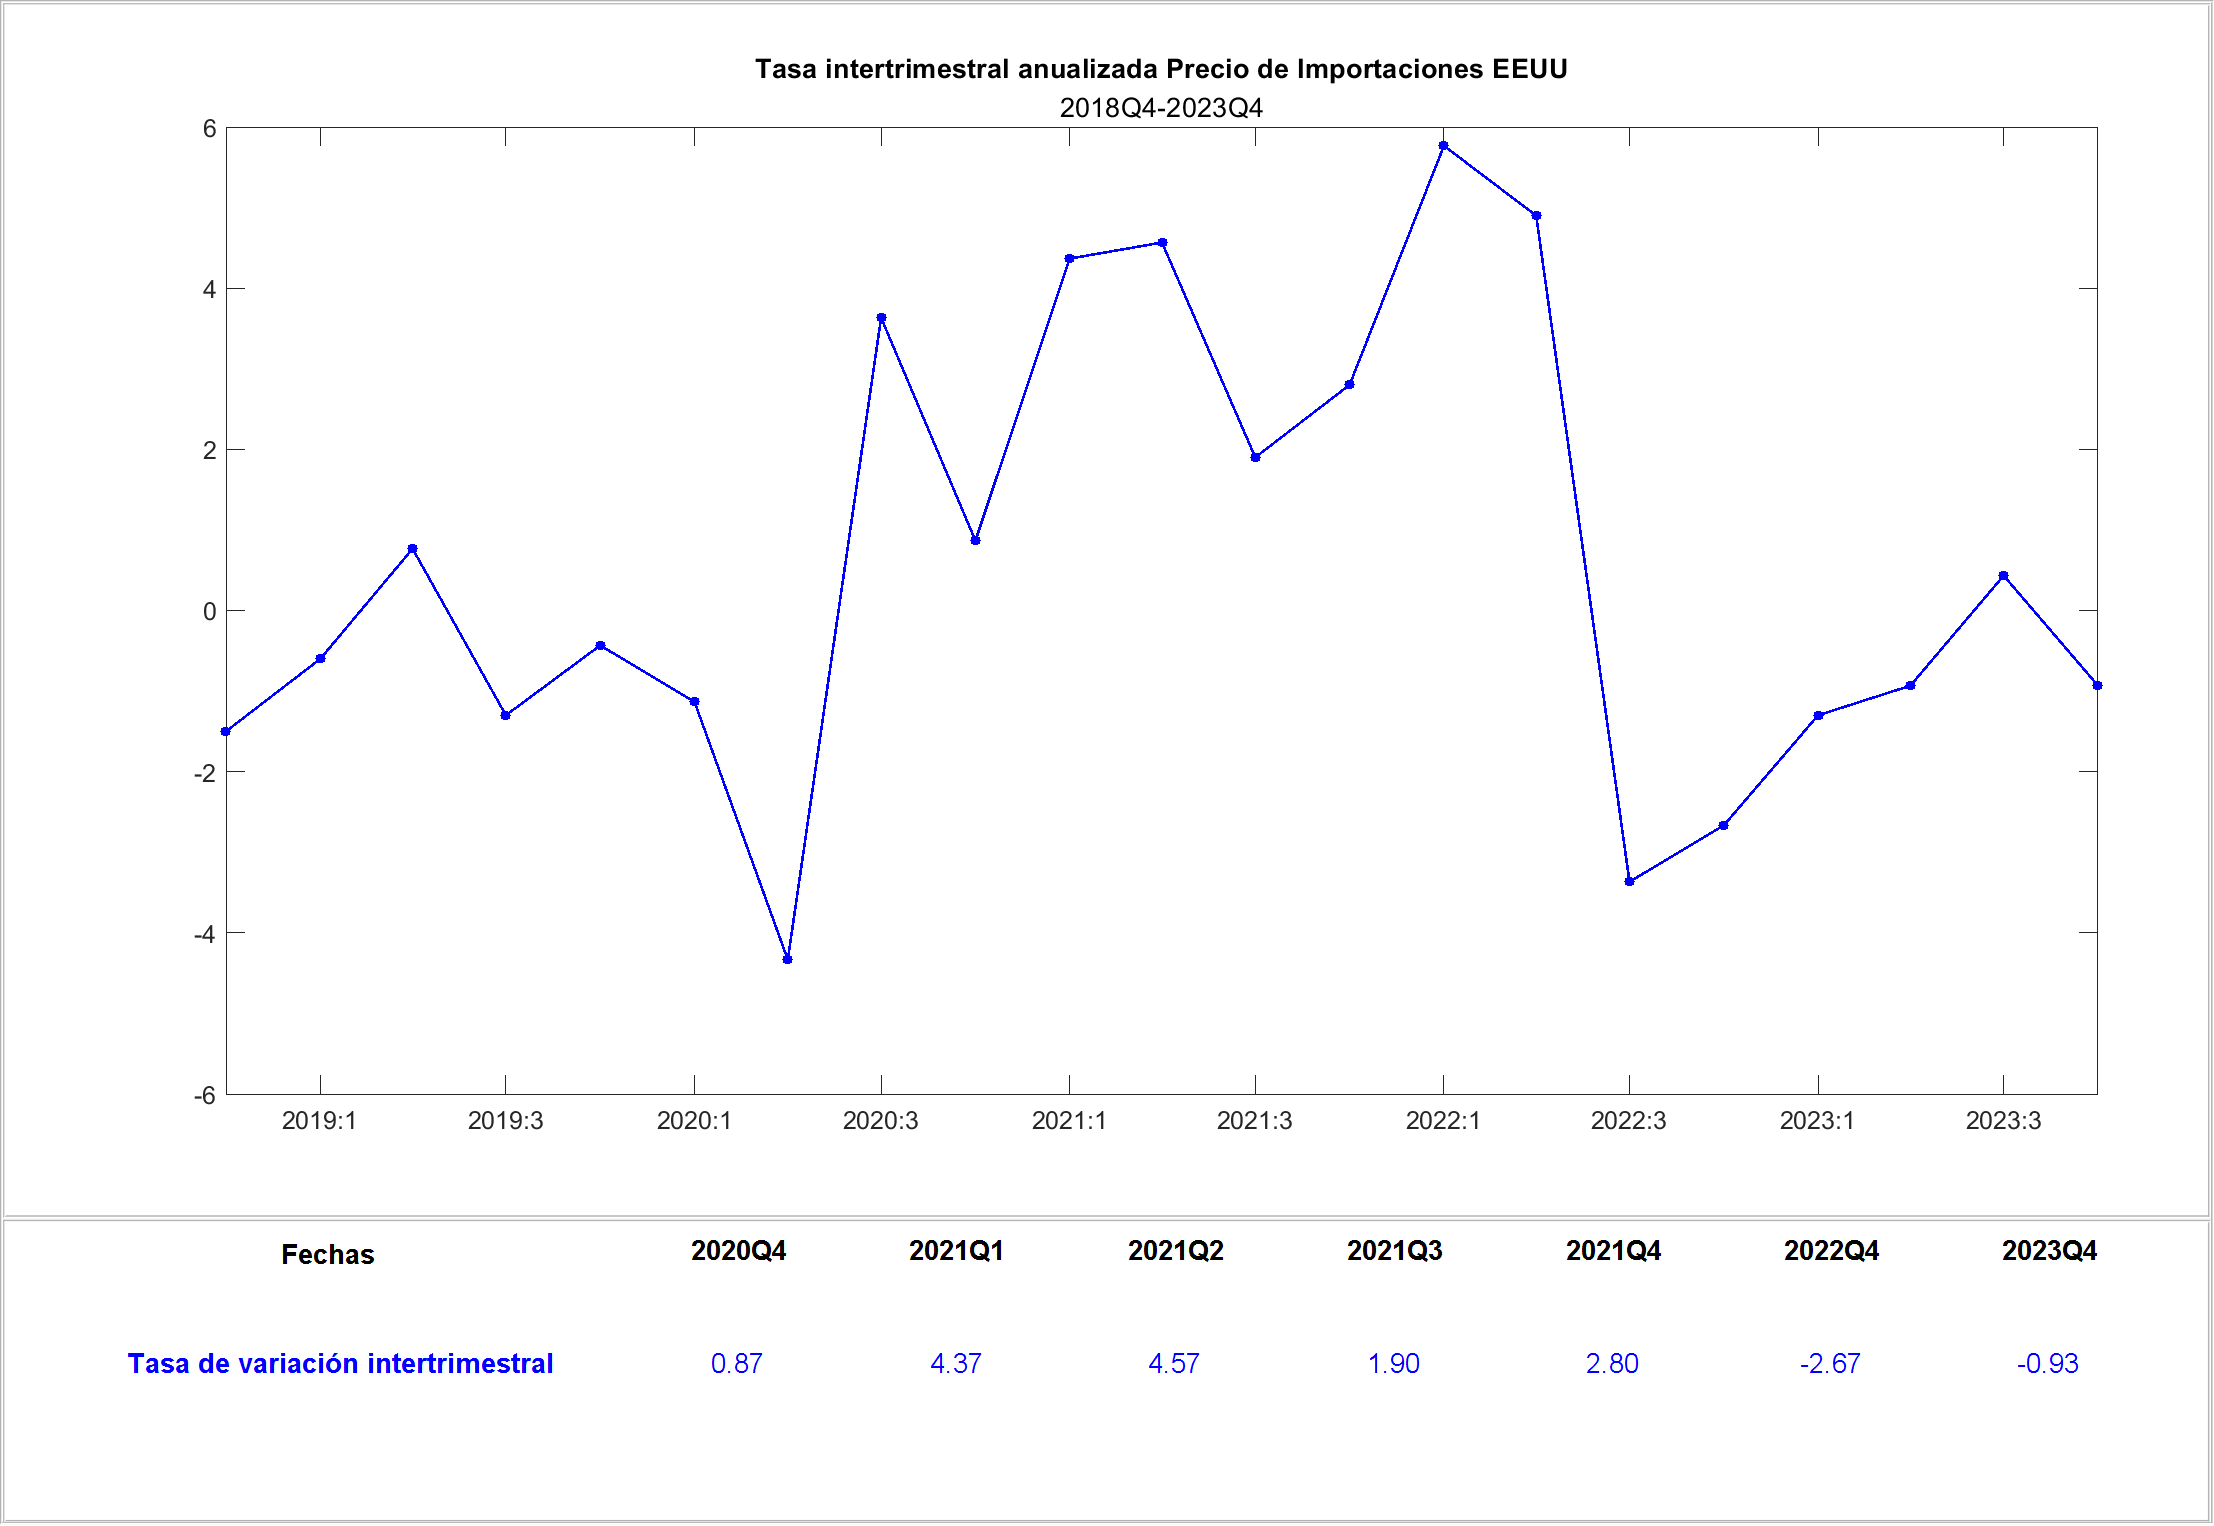 Tasa intertrimestral anualizada Precio de Importaciones EEUU
2018Q4-2023Q4
6
4
2
0
-2
-4
-6
2019:1 2019:3 2020:1 2020:3 2021:1 2021:3 2022:1 2022:3 2023:1 2023:3
Fechas 2020Q4 2021Q1 2021Q2 2021Q3 2021Q4 2022Q4 2023Q4
Tasa de variación intertrimestral 0.87 4.37 4.57 1.90 2.80 -2.67 -0.93